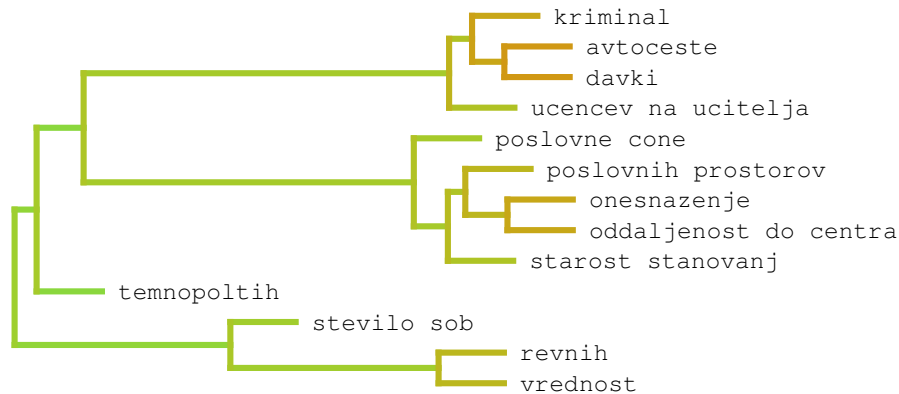 kriminal
avtoceste
davki
ucencev na ucitelja
poslovne cone
poslovnih prostorov
onesnazenje
oddaljenost do centra
starost stanovanj
temnopoltih
stevilo sob
revnih
vrednost